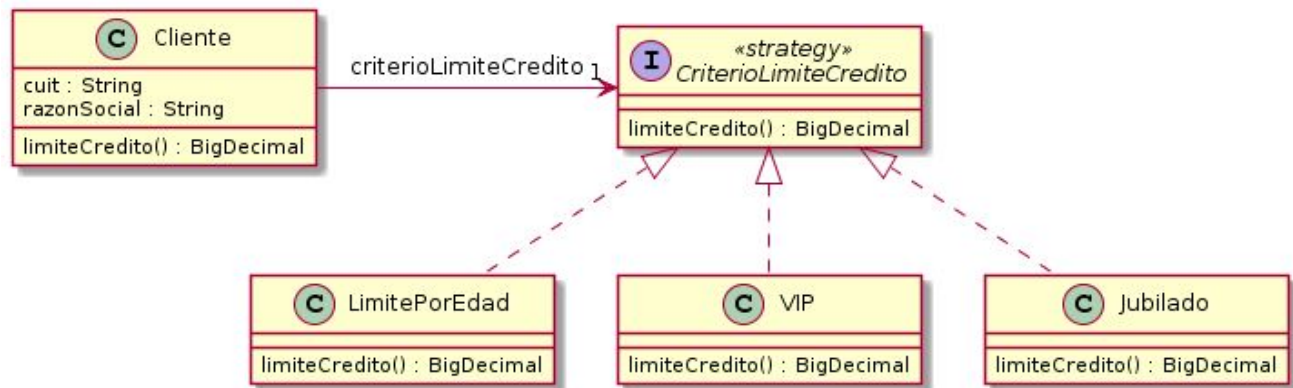 C Cliente
cuit : String
razonSocial : String
limiteCredito() : BigDecimal
criterioLimiteCredito 1
I «strategy»
CriterioLimiteCredito
limiteCredito() : BigDecimal
C LimitePorEdad
limiteCredito() : BigDecimal
C VIP
limiteCredito() : BigDecimal
C Jubilado
limiteCredito() : BigDecimal